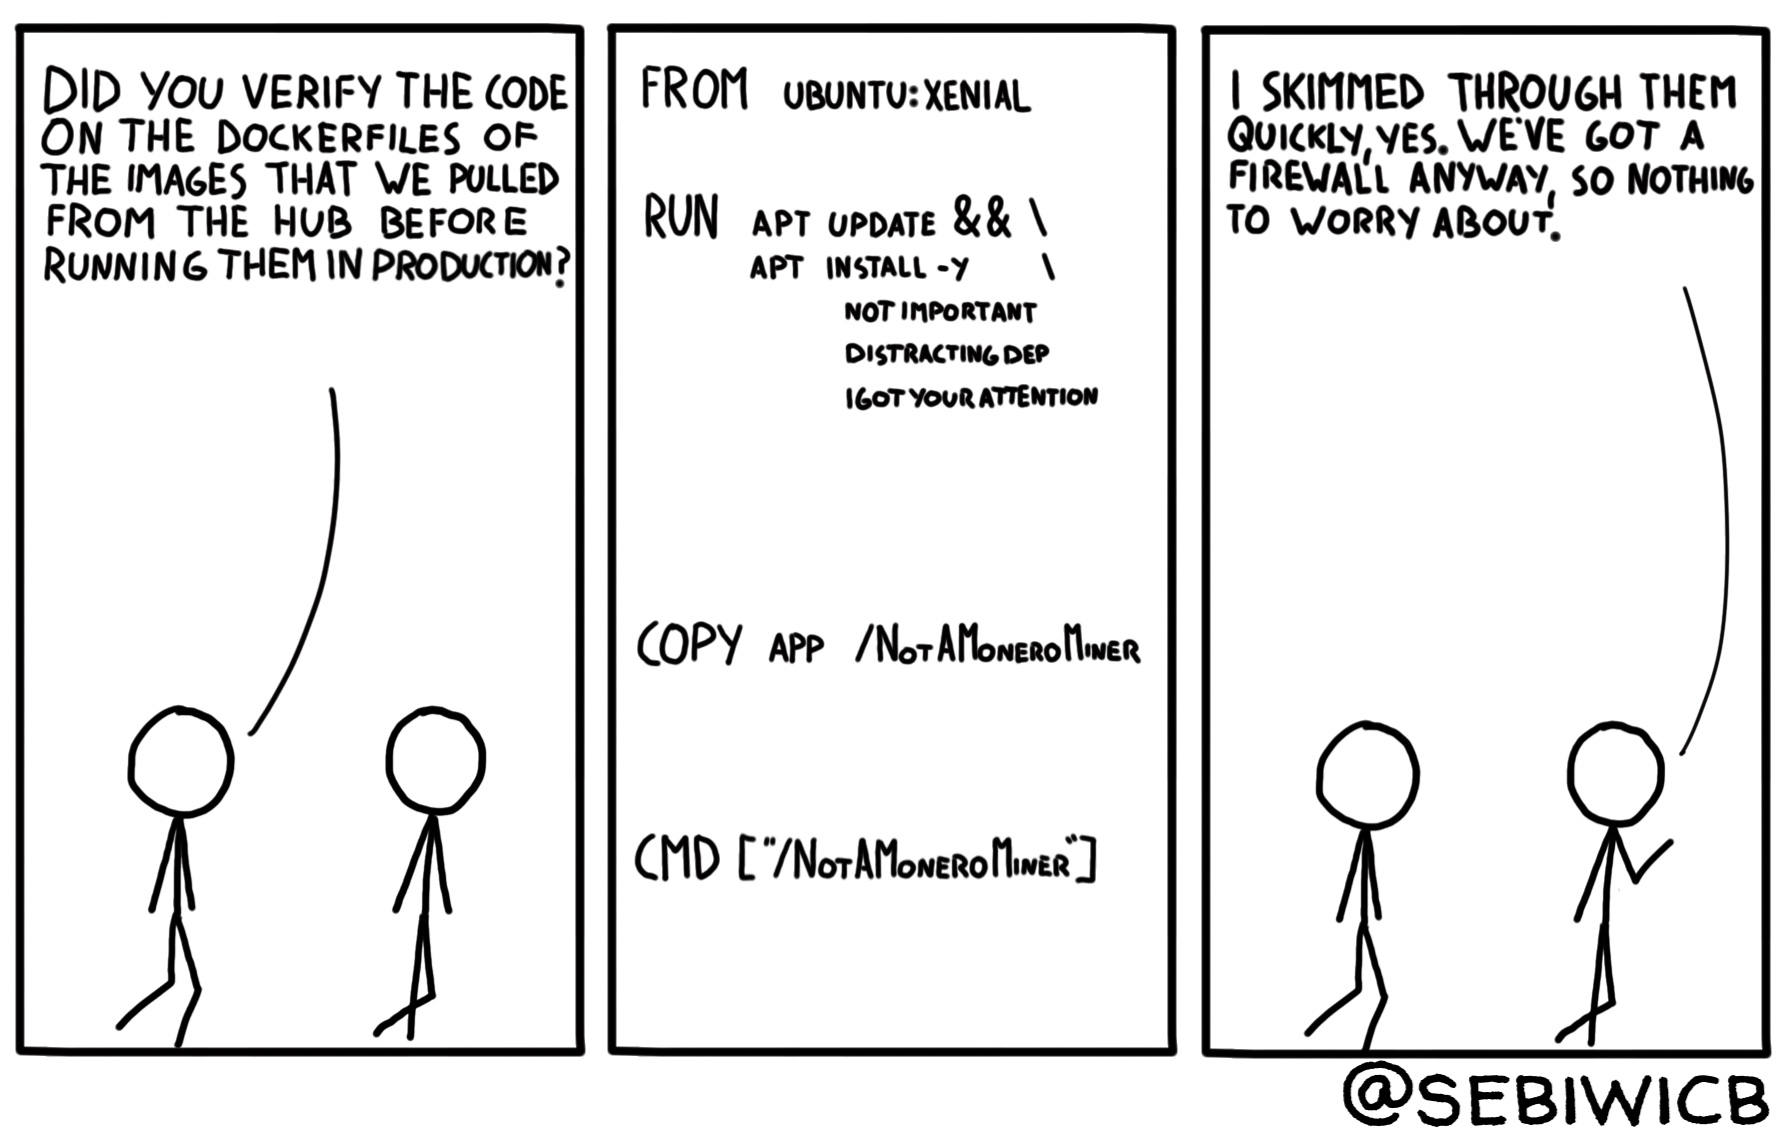 DID YOU VERIFY THE CODE
ON THE DOCKERFILES OF
THE IMAGES THAT WE PULLED
FROM THE HUB BEFORE
RUNNING THEM IN PRODUCTION?
FROM UBUNTU:XENIAL
RUN APT UPDATE && \
APT INSTALL -Y \
NOT IMPORTANT
DISTRACTING DEP
I GOT YOUR ATTENTION
COPY APP /NOTAMONEROMINER
CMD ["/NOTAMONEROMINER"]
I SKIMMED THROUGH THEM
QUICKLY, YES. WE'VE GOT A
FIREWALL ANYWAY, SO NOTHING
TO WORRY ABOUT.
@SEBIWICB